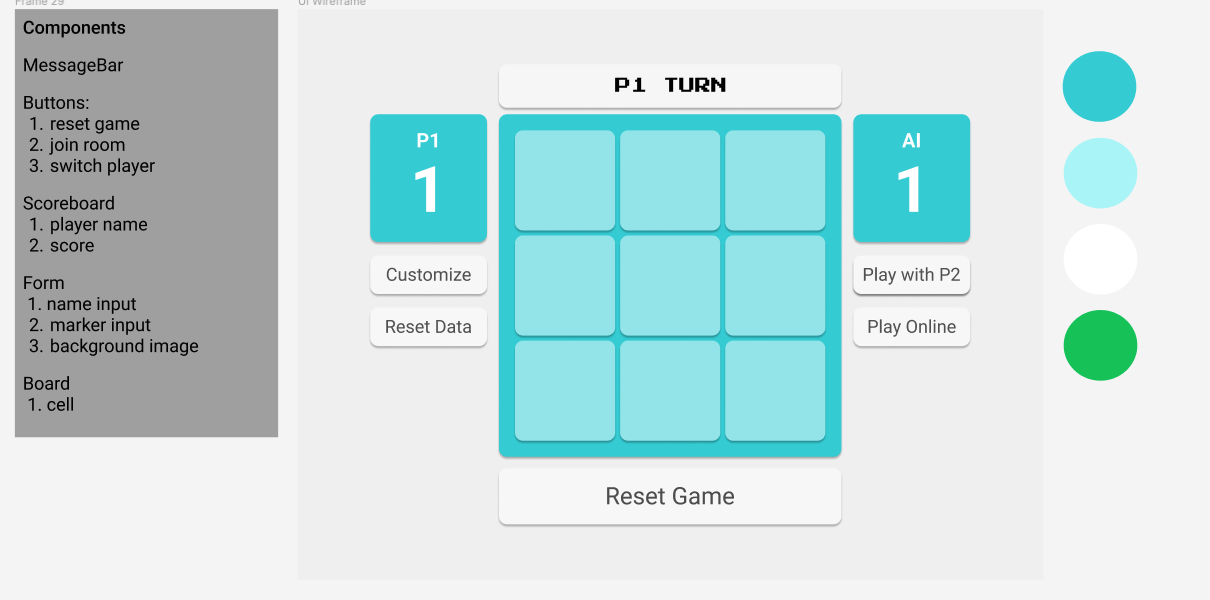 Frame 29
Components
MessageBar
Buttons:
1. reset game
2. join room
3. switch player
Scoreboard
1. player name
2. score
Form
1. name input
2. marker input
3. background image
Board
1. cell
UI Wireframe
P1 TURN
P1
1
Customize
Reset Data
AI
1
Play with P2
Play Online
Reset Game